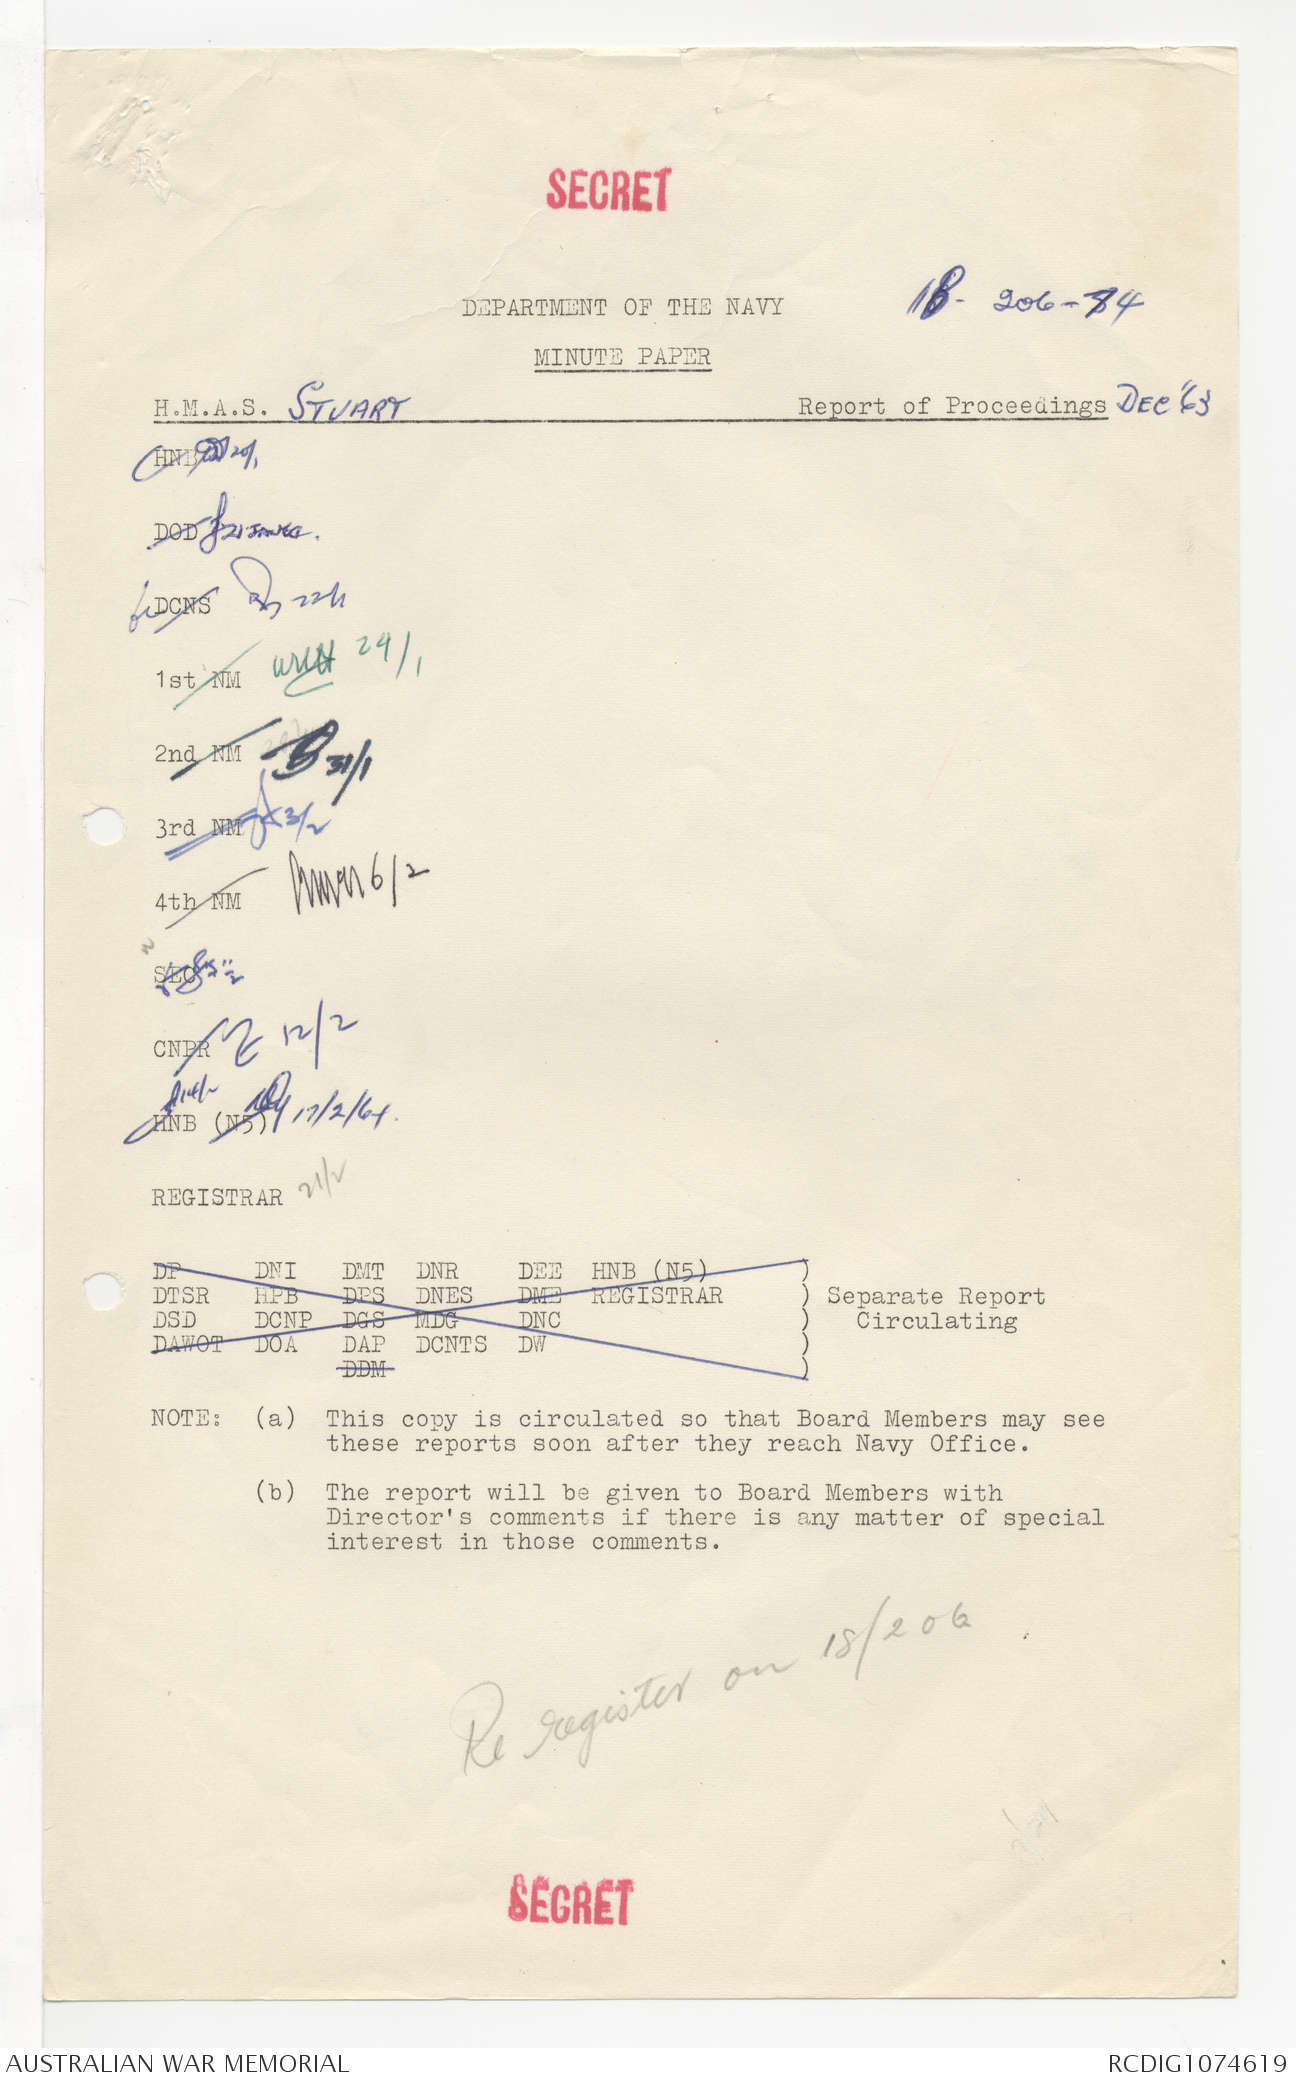 SECRET
DEPARTMENT OF THE NAVY
18- 206-
MINUTE PAPER
H.M.A.S. STUART Report of Proceedings DEC '63
HNB 20/1
DOD
DCNS 22/1
1st NM 29/1
2nd NM 31/1
3rd NM 3/2
4th NM 6/2
SEC
CNPR 12/2
HNB (N5) 17/2/64.
REGISTRAR 21/2
DP DNI DMT DNR DEE HNB (N5) )
DTSR HPB DPS DNES DME REGISTRAR ) Separate Report
DSD DCNP DGS MDG DNC ) Circulating
DAWOT DOA DAP DCNTS DW )
DDM )
NOTE: (a) This copy is circulated so that Board Members may see
these reports soon after they reach Navy Office.
(b) The report will be given to Board Members with
Director's comments if there is any matter of special
interest in those comments.
Re register on 18/206
SECRET
AUSTRALIAN WAR MEMORIAL RCDIG1074619